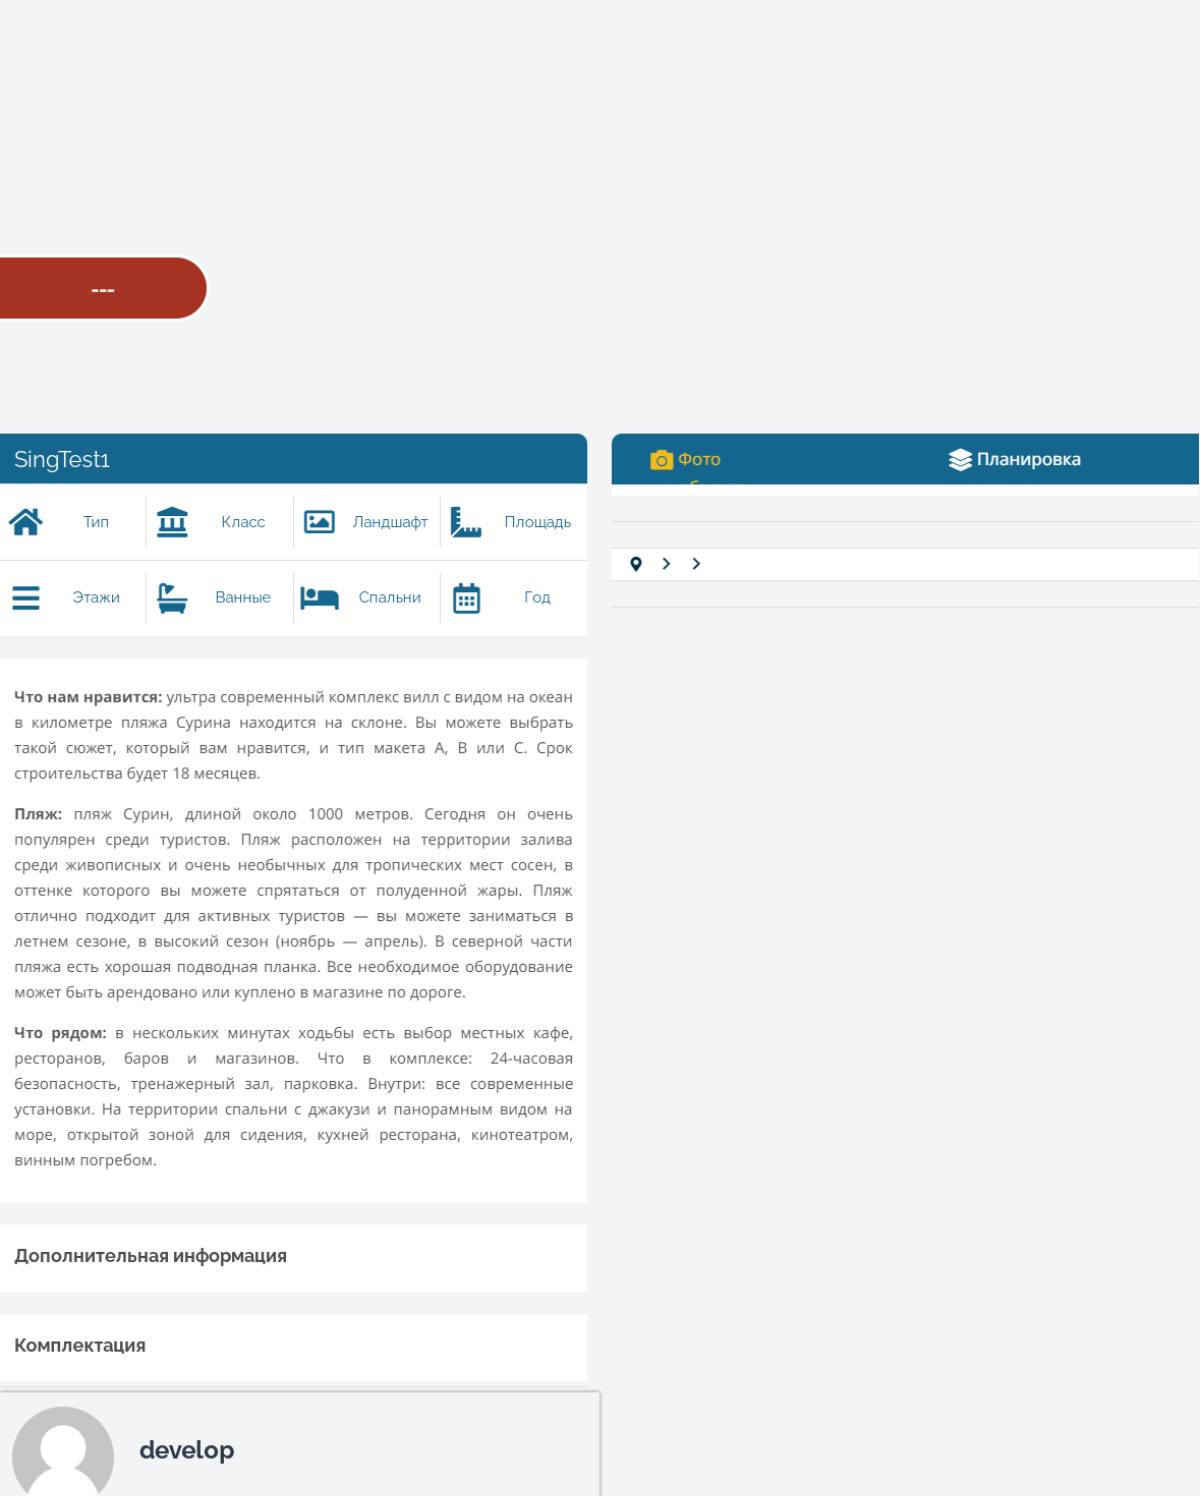 ---
SingTest1
Тип
Класс
Ландшафт
Площадь
Этажи
Ванные
Спальни
Год
Что нам нравится: ультра современный комплекс вилл с видом на океан
в километре пляжа Сурина находится на склоне. Вы можете выбрать
такой сюжет, который вам нравится, и тип макета A, B или C. Срок
строительства будет 18 месяцев.
Пляж: пляж Сурин, длиной около 1000 метров. Сегодня он очень
популярен среди туристов. Пляж расположен на территории залива
среди живописных и очень необычных для тропических мест сосен, в
оттенке которого вы можете спрятаться от полуденной жары. Пляж
отлично подходит для активных туристов — вы можете заниматься в
летнем сезоне, в высокий сезон (ноябрь — апрель). В северной части
пляжа есть хорошая подводная планка. Все необходимое оборудование
может быть арендовано или куплено в магазине по дороге.
Что рядом: в нескольких минутах ходьбы есть выбор местных кафе,
ресторанов, баров и магазинов. Что в комплексе: 24-часовая
безопасность, тренажерный зал, парковка. Внутри: все современные
установки. На территории спальни с джакузи и панорамным видом на
море, открытой зоной для сидения, кухней ресторана, кинотеатром,
винным погребом.
Дополнительная информация
Комплектация
develop
Фото
Планировка